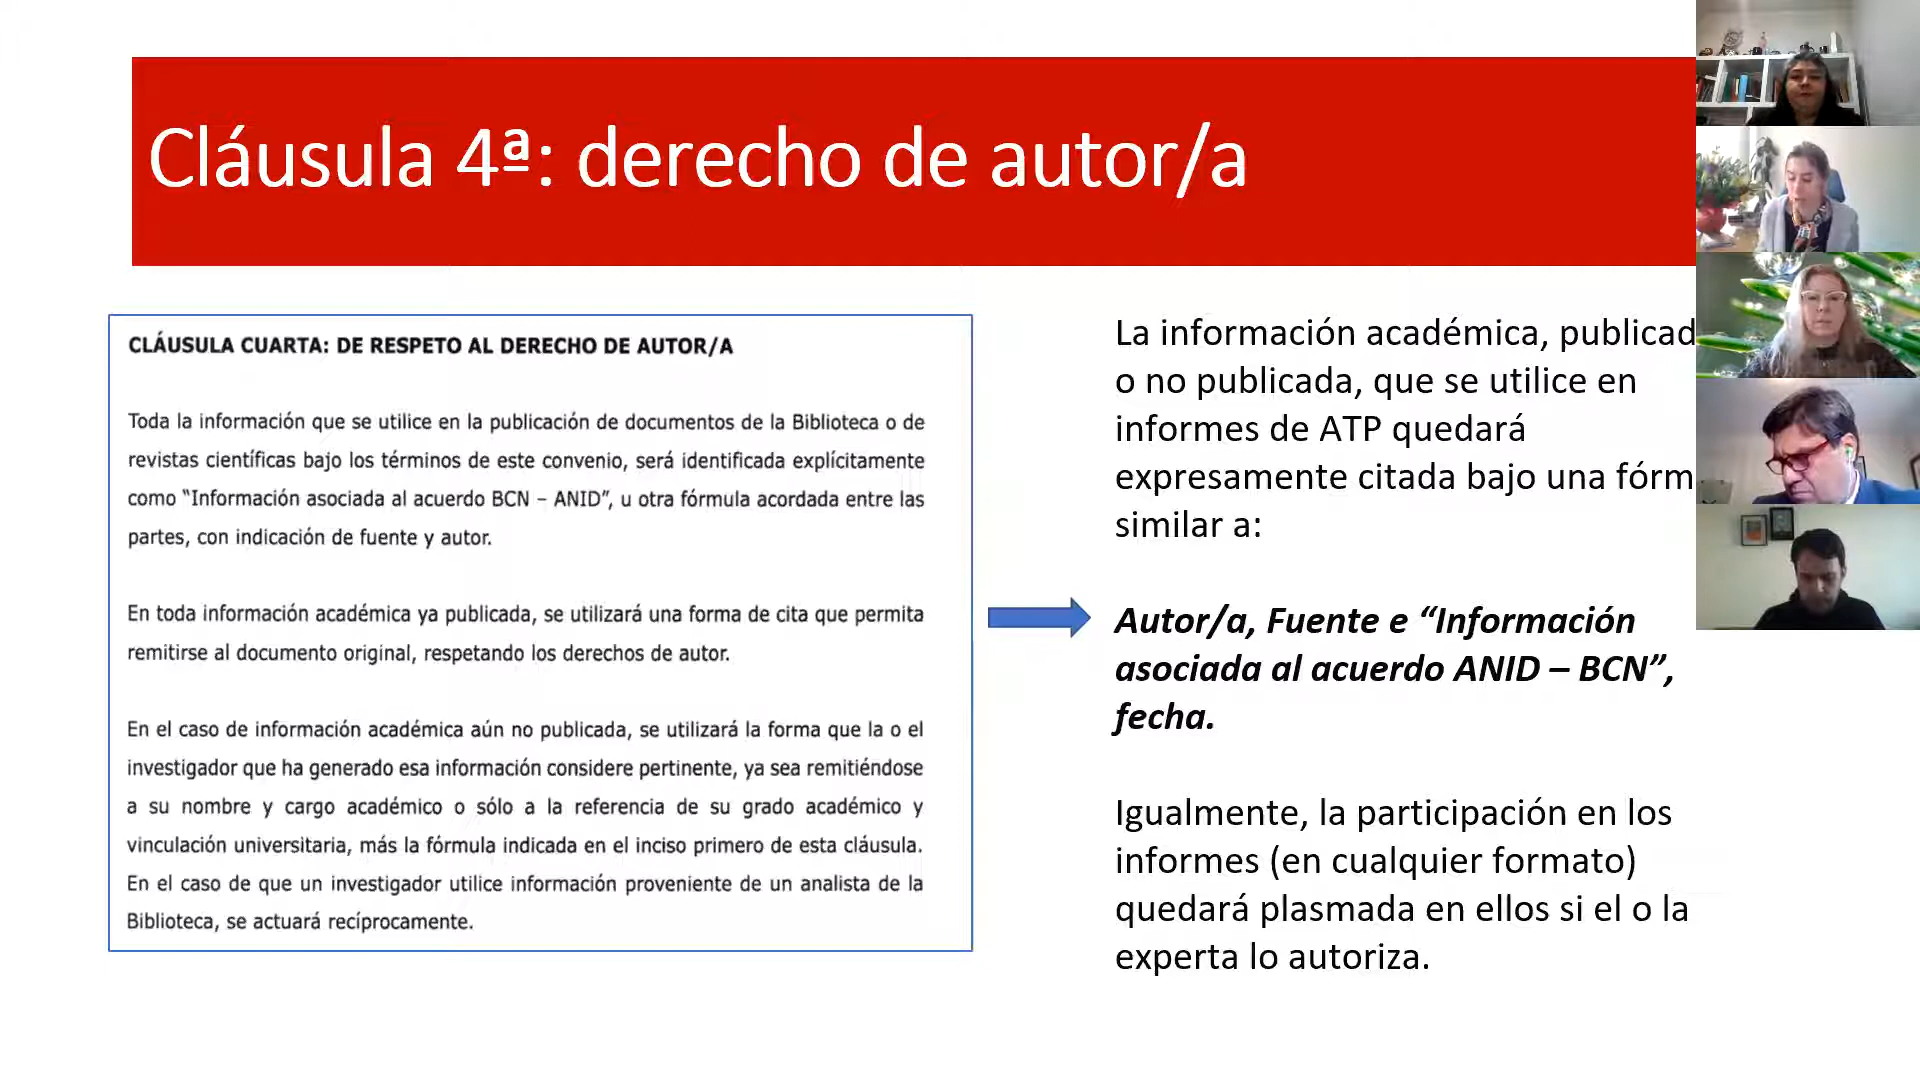 Cláusula 4ª: derecho de autor/a
CLÁUSULA CUARTA: DE RESPETO AL DERECHO DE AUTOR/A
Toda la información que se utilice en la publicación de documentos de la Biblioteca o de
revistas científicas bajo los términos de este convenio, será identificada explícitamente
como “Información asociada al acuerdo BCN – ANID”, u otra fórmula acordada entre las
partes, con indicación de fuente y autor.
En toda información académica ya publicada, se utilizará una forma de cita que permita
remitirse al documento original, respetando los derechos de autor.
En el caso de información académica aún no publicada, se utilizará la forma que la o el
investigador que ha generado esa información considere pertinente, ya sea remitiéndose
a su nombre y cargo académico o sólo a la referencia de su grado académico y
vinculación universitaria, más la fórmula indicada en el inciso primero de esta cláusula.
En el caso de que un investigador utilice información proveniente de un analista de la
Biblioteca, se actuará recíprocamente.
La información académica, publicad
o no publicada, que se utilice en
informes de ATP quedará
expresamente citada bajo una fórm
similar a:
Autor/a, Fuente e “Información
asociada al acuerdo ANID – BCN”,
fecha.
Igualmente, la participación en los
informes (en cualquier formato)
quedará plasmada en ellos si el o la
experta lo autoriza.